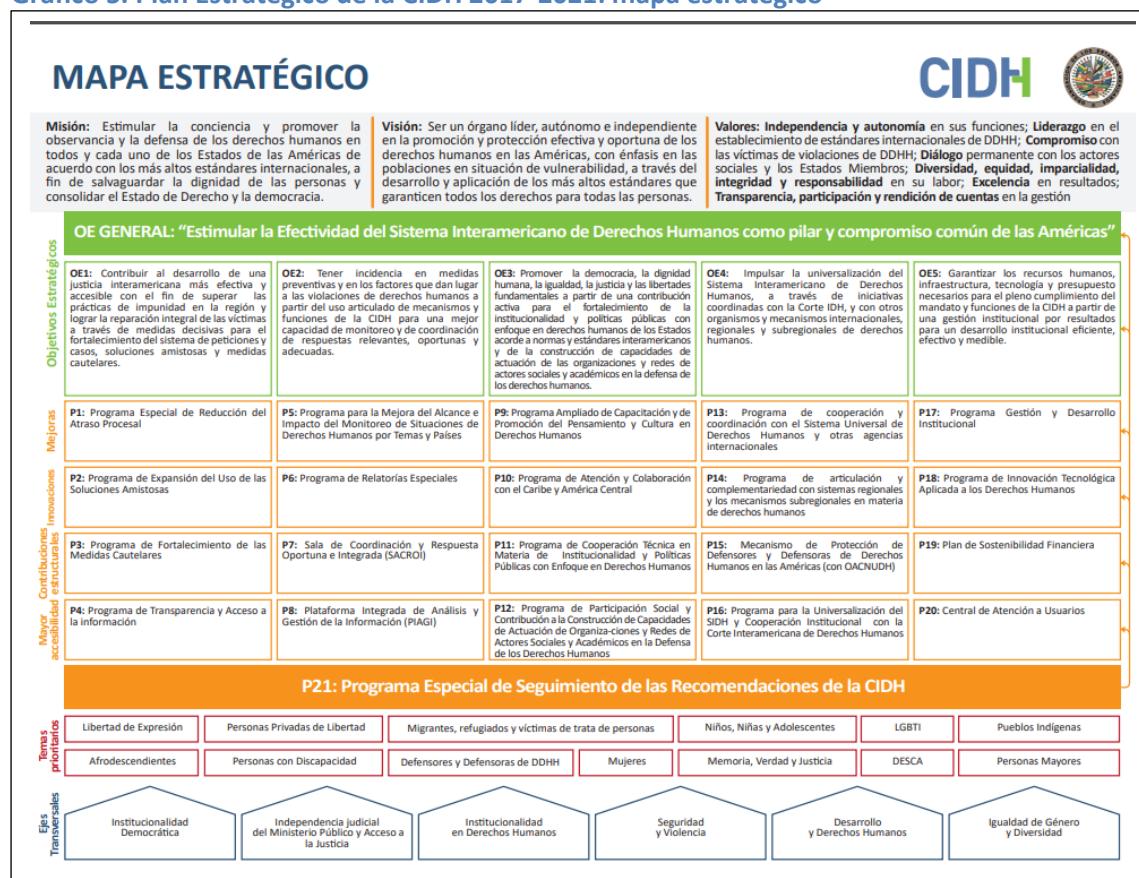 Gráfico 3. Plan Estratégico de la CIDH 2017-2021: mapa estratégico
MAPA ESTRATÉGICO
CIDH
Misión: Estimular la conciencia y promover la
observancia y la defensa de los derechos humanos en
todos y cada uno de los Estados de las Américas de
acuerdo con los más altos estándares internacionales, a
fin de salvaguardar la dignidad de las personas y
consolidar el Estado de Derecho y la democracia.
Visión: Ser un órgano líder, autónomo e independiente
en la promoción y protección efectiva y oportuna de los
derechos humanos en las Américas, con énfasis en las
poblaciones en situación de vulnerabilidad, a través del
desarrollo y aplicación de los más altos estándares que
garanticen todos los derechos para todas las personas.
Valores: Independencia y autonomía en sus funciones; Liderazgo en el
establecimiento de estándares internacionales de DDHH; Compromiso con
las víctimas de violaciones de DDHH; Diálogo permanente con los actores
sociales y los Estados Miembros; Diversidad, equidad, imparcialidad,
integridad y responsabilidad en su labor; Excelencia en resultados;
Transparencia, participación y rendición de cuentas en la gestión
OE GENERAL: “Estimular la Efectividad del Sistema Interamericano de Derechos Humanos como pilar y compromiso común de las Américas”
Objetivos Estratégicos
OE1: Contribuir al desarrollo de una
justicia interamericana más efectiva y
accesible con el fin de superar las
prácticas de impunidad en la región y
lograr la reparación integral de las víctimas
a través de medidas decisivas para el
fortalecimiento del sistema de peticiones y
casos, soluciones amistosas y medidas
cautelares.
OE2: Tener incidencia en medidas
preventivas y en los factores que dan lugar
a las violaciones de derechos humanos a
partir del uso articulado de mecanismos y
funciones de la CIDH para una mejor
capacidad de monitoreo y de coordinación
de respuestas relevantes, oportunas y
adecuadas.
OE3: Promover la democracia, la dignidad
humana, la igualdad, la justicia y las libertades
fundamentales a partir de una contribución
activa para el fortalecimiento de la
institucionalidad y políticas públicas con
enfoque en derechos humanos de los Estados
acorde a normas y estándares interamericanos
y de la construcción de capacidades de
actuación de las organizaciones y redes de
actores sociales y académicos en la defensa de
los derechos humanos.
OE4: Impulsar la universalización del
Sistema Interamericano de Derechos
Humanos, a través de iniciativas
coordinadas con la Corte IDH, y con otros
organismos y mecanismos internacionales,
regionales y subregionales de derechos
humanos.
OE5: Garantizar los recursos humanos,
infraestructura, tecnología y presupuesto
necesarios para el pleno cumplimiento del
mandato y funciones de la CIDH a partir de
una gestión institucional por resultados
para un desarrollo institucional eficiente,
efectivo y medible.
Mejoras
P1: Programa Especial de Reducción del
Atraso Procesal
P5: Programa para la Mejora del Alcance e
Impacto del Monitoreo de Situaciones de
Derechos Humanos por Temas y Países
P9: Programa Ampliado de Capacitación y de
Promoción del Pensamiento y Cultura en
Derechos Humanos
P13: Programa de cooperación y
coordinación con el Sistema Universal de
Derechos Humanos y otras agencias
internacionales
P17: Programa Gestión y Desarrollo
Institucional
Innovaciones
P2: Programa de Expansión del Uso de las
Soluciones Amistosas
P6: Programa de Relatorías Especiales
P10: Programa de Atención y Colaboración
con el Caribe y América Central
P14: Programa de articulación y
complementariedad con sistemas regionales
y los mecanismos subregionales en materia
de derechos humanos
P18: Programa de Innovación Tecnológica
Aplicada a los Derechos Humanos
Contribuciones
estructurales
P3: Programa de Fortalecimiento de las
Medidas Cautelares
P7: Sala de Coordinación y Respuesta
Oportuna e Integrada (SACROI)
P11: Programa de Cooperación Técnica en
Materia de Institucionalidad y Políticas
Públicas con Enfoque en Derechos Humanos
P15: Mecanismo de Protección de
Defensores y Defensoras de Derechos
Humanos en las Américas (con OACNUDH)
P19: Plan de Sostenibilidad Financiera
Mayor
accesibilidad
P4: Programa de Transparencia y Acceso a
la información
P8: Plataforma Integrada de Análisis y
Gestión de la Información (PIAGI)
P12: Programa de Participación Social y
Contribución a la Construcción de Capacidades
de Actuación de Organiza-ciones y Redes de
Actores Sociales y Académicos en la Defensa
de los Derechos Humanos
P16: Programa para la Universalización del
SIDH y Cooperación Institucional con la
Corte Interamericana de Derechos Humanos
P20: Central de Atención a Usuarios
P21: Programa Especial de Seguimiento de las Recomendaciones de la CIDH
Temas
prioritarios
Libertad de Expresión
Personas Privadas de Libertad
Migrantes, refugiados y víctimas de trata de personas
Niños, Niñas y Adolescentes
LGBTI
Pueblos Indígenas
Afrodescendientes
Personas con Discapacidad
Defensores y Defensoras de DDHH
Mujeres
Memoria, Verdad y Justicia
DESCA
Personas Mayores
Ejes
Transversales
Institucionalidad
Democrática
Independencia judicial
del Ministerio Público y Acceso a
la Justicia
Institucionalidad
en Derechos Humanos
Seguridad
y Violencia
Desarrollo
y Derechos Humanos
Igualdad de Género
y Diversidad